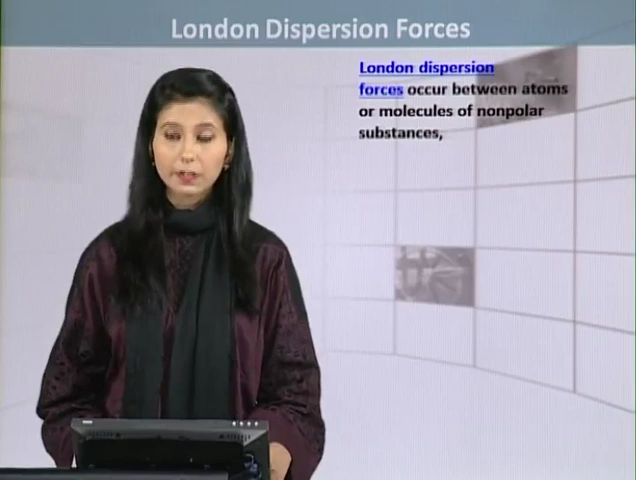 London Dispersion Forces
London dispersion
forces occur between atoms
or molecules of nonpolar
substances,